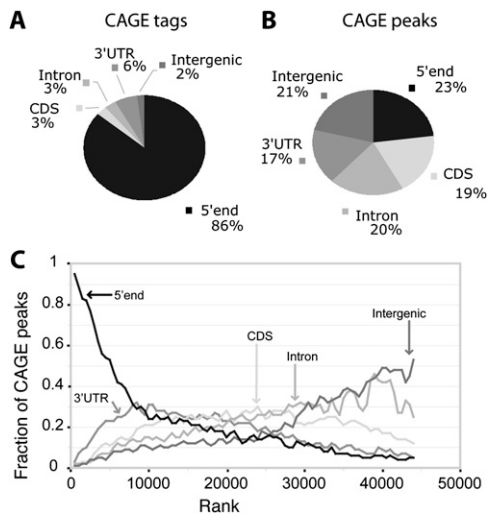 A
CAGE tags
3'UTR
6%
Intergenic
2%
Intron
3%
CDS
3%
5'end
86%
B
CAGE peaks
Intergenic
21%
5'end
23%
3'UTR
17%
CDS
19%
Intron
20%
C
Fraction of CAGE peaks
1
0.8
0.6
0.4
0.2
0
5'end
3'UTR
CDS
Intron
Intergenic
0
10000
20000
30000
40000
50000
Rank